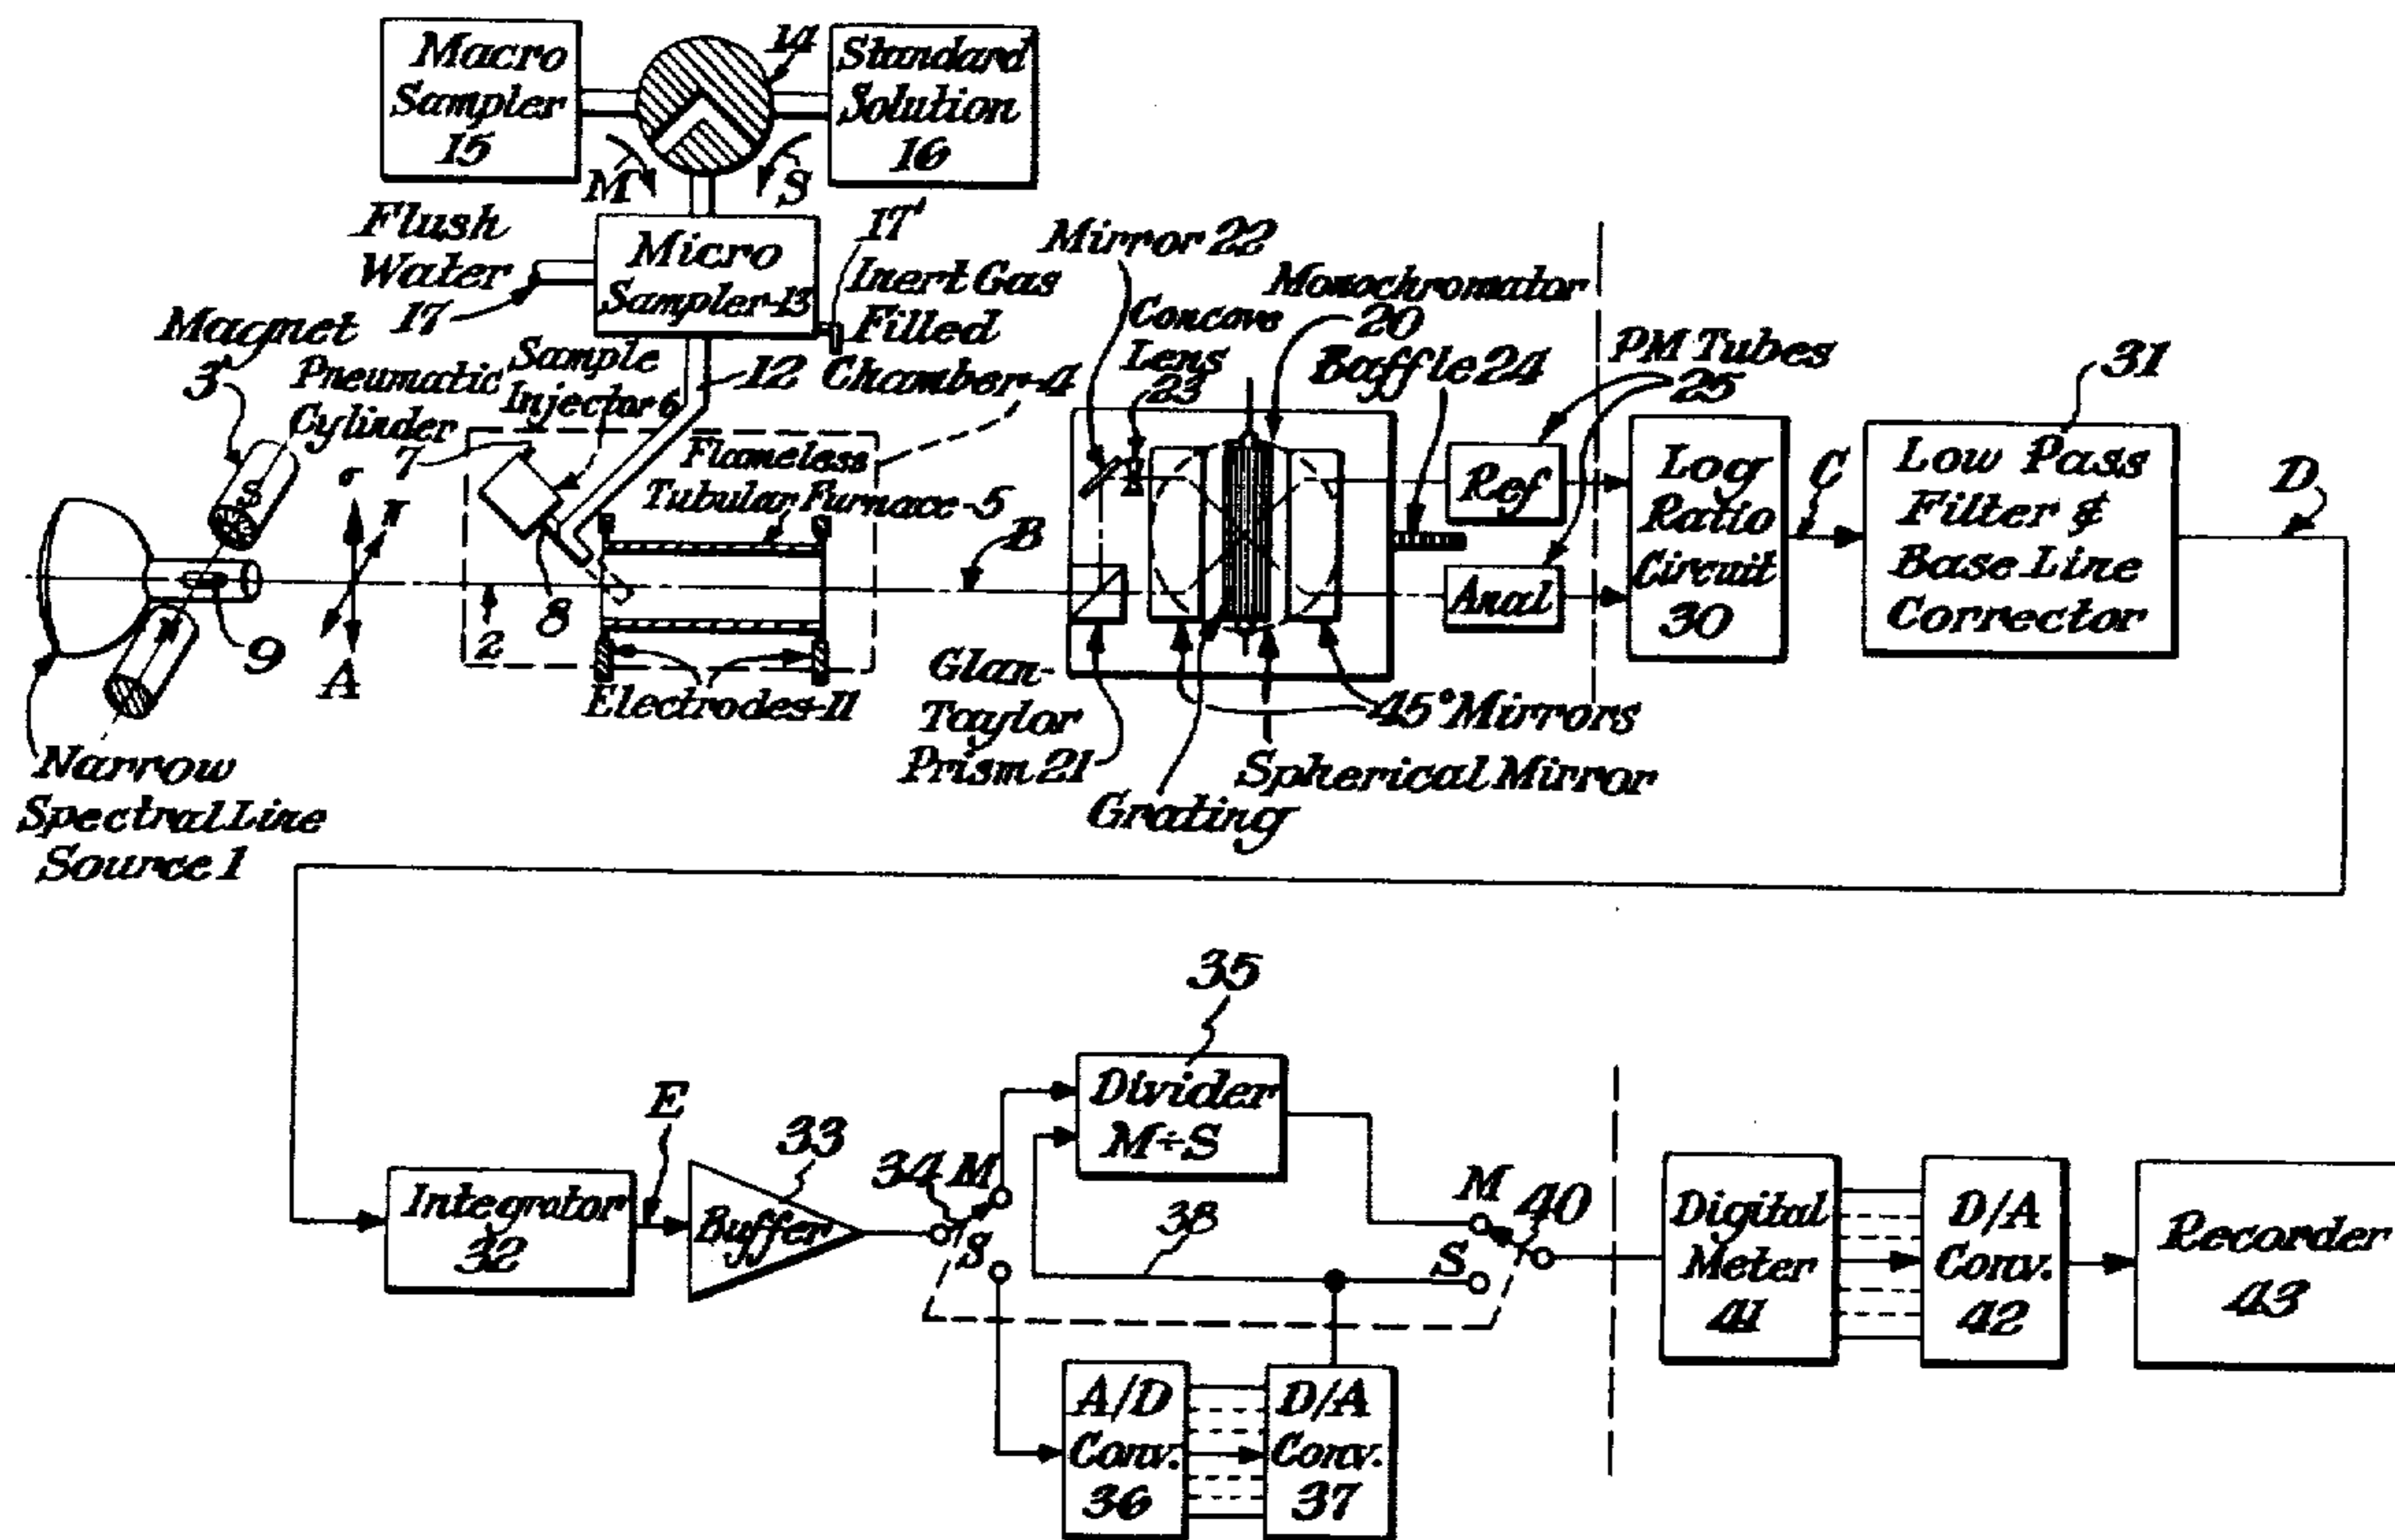 Macro
Sampler
15
14
Standard
Solution
16
M
S
Flush
Water
17
Micro
Sampler-13
17'
Inert Gas
Filled
Chamber-4
Magnet
3
Pneumatic
Cylinder
7
Sample
Injector 6
12
Flameless
Tubular Furnace-5
S
N
9
σ
π
A
2
8
Electrodes-11
B
Narrow
Spectral Line
Source 1
Mirror 22
Concave
Lens
23
Monochromator
20
Baffle 24
PM Tubes
25
Ref
Anal
Glan-
Taylor
Prism 21
Grating
Spherical Mirror
45° Mirrors
Log
Ratio
Circuit
30
C
31
Low Pass
Filter &
Base Line
Corrector
D
Integrator
32
E
33
Buffer
34
M
S
35
Divider
M÷S
38
M
S
40
A/D
Conv.
36
D/A
Conv.
37
Digital
Meter
41
D/A
Conv.
42
Recorder
43